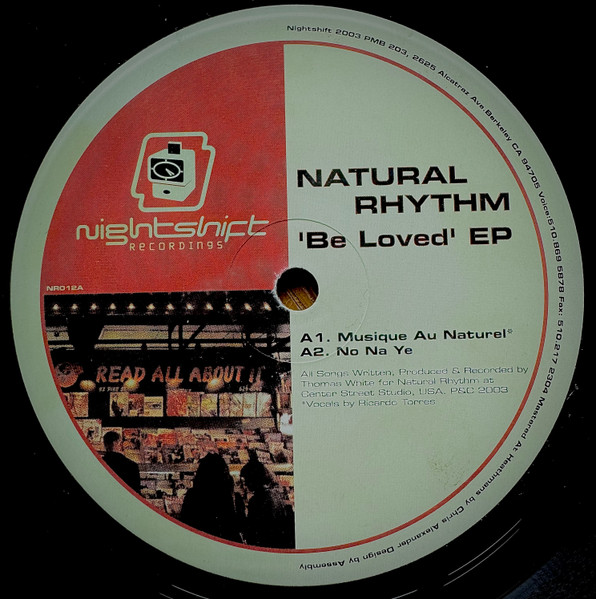 Nightshift 2003 PMB 203, 2625 Alcatraz Ave. Berkeley CA 94705 Voice: 510 869 5878 Fax: 510 217 2304 Mastered At Heathmans by Chris Alexander Design by Assembly
nightshift
RECORDINGS
NR012A
NATURAL
RHYTHM
'Be Loved' EP
A1. Musique Au Naturel*
A2. No Na Ye
All Songs Written, Produced & Recorded by
Thomas White for Natural Rhythm at
Center Street Studio, USA. P&C 2003
*Vocals by Ricardo Torres
READ ALL ABOUT IT